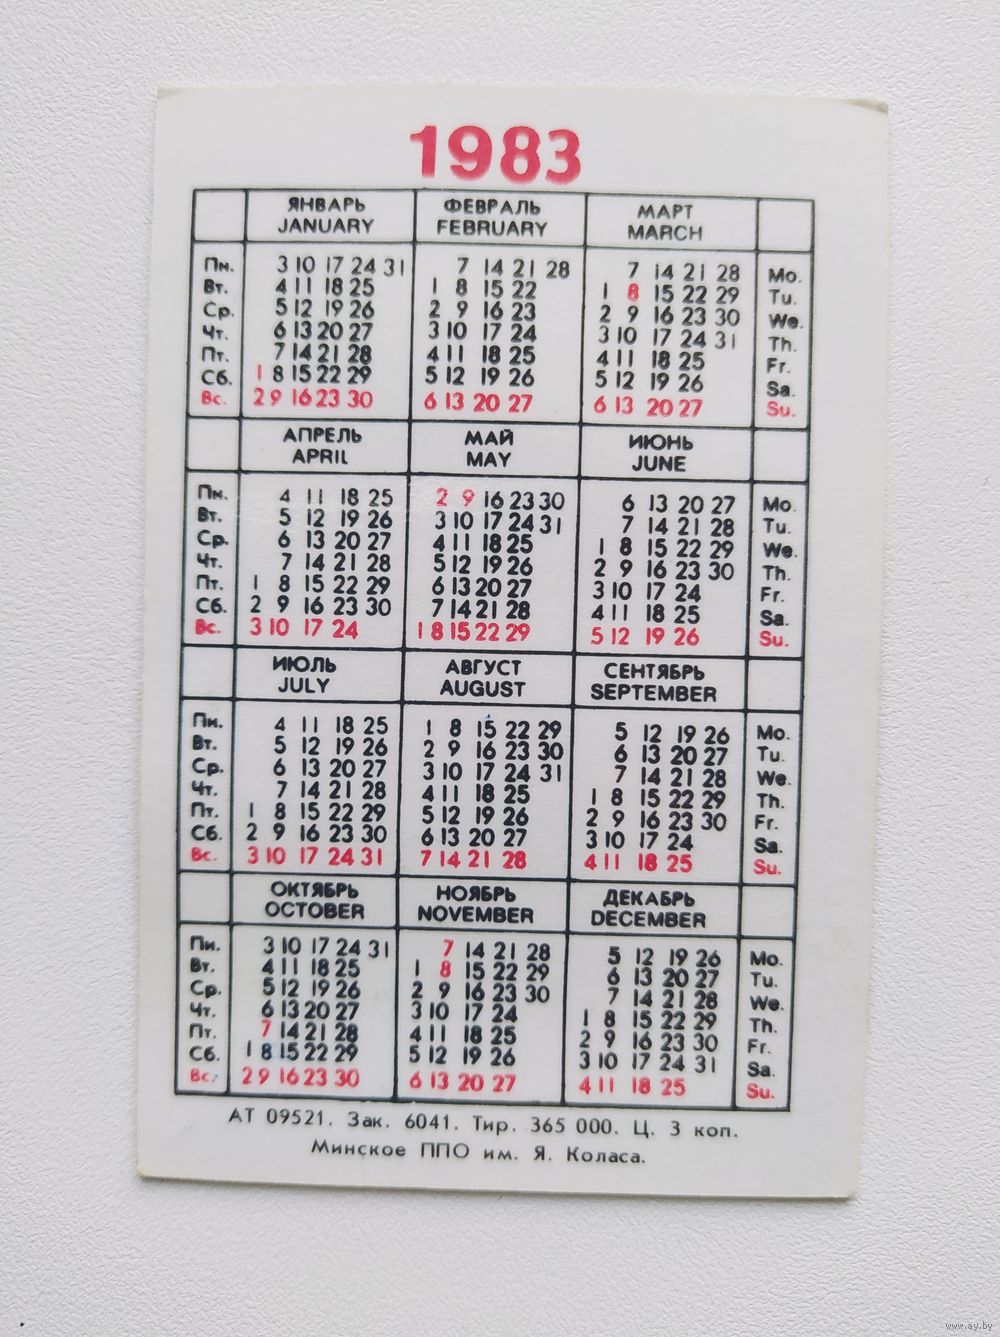 1983
ЯНВАРЬ ФЕВРАЛЬ МАРТ
JANUARY FEBRUARY MARCH
Пн. 3 10 17 24 31 7 14 21 28 7 14 21 28 Mo.
Вт. 4 11 18 25 1 8 15 22 1 8 15 22 29 Tu.
Ср. 5 12 19 26 2 9 16 23 2 9 16 23 30 We.
Чт. 6 13 20 27 3 10 17 24 3 10 17 24 31 Th.
Пт. 7 14 21 28 4 11 18 25 4 11 18 25 Fr.
Сб. 1 8 15 22 29 5 12 19 26 5 12 19 26 Sa.
Вс. 2 9 16 23 30 6 13 20 27 6 13 20 27 Su.
АПРЕЛЬ МАЙ ИЮНЬ
APRIL MAY JUNE
Пн. 4 11 18 25 2 9 16 23 30 6 13 20 27 Mo.
Вт. 5 12 19 26 3 10 17 24 31 7 14 21 28 Tu.
Ср. 6 13 20 27 4 11 18 25 1 8 15 22 29 We.
Чт. 7 14 21 28 5 12 19 26 2 9 16 23 30 Th.
Пт. 1 8 15 22 29 6 13 20 27 3 10 17 24 Fr.
Сб. 2 9 16 23 30 7 14 21 28 4 11 18 25 Sa.
Вс. 3 10 17 24 1 8 15 22 29 5 12 19 26 Su.
ИЮЛЬ АВГУСТ СЕНТЯБРЬ
JULY AUGUST SEPTEMBER
Пн. 4 11 18 25 1 8 15 22 29 5 12 19 26 Mo.
Вт. 5 12 19 26 2 9 16 23 30 6 13 20 27 Tu.
Ср. 6 13 20 27 3 10 17 24 31 7 14 21 28 We.
Чт. 7 14 21 28 4 11 18 25 1 8 15 22 29 Th.
Пт. 1 8 15 22 29 5 12 19 26 2 9 16 23 30 Fr.
Сб. 2 9 16 23 30 6 13 20 27 3 10 17 24 Sa.
Вс. 3 10 17 24 31 7 14 21 28 4 11 18 25 Su.
ОКТЯБРЬ НОЯБРЬ ДЕКАБРЬ
OCTOBER NOVEMBER DECEMBER
Пн. 3 10 17 24 31 7 14 21 28 5 12 19 26 Mo.
Вт. 4 11 18 25 1 8 15 22 29 6 13 20 27 Tu.
Ср. 5 12 19 26 2 9 16 23 30 7 14 21 28 We.
Чт. 6 13 20 27 3 10 17 24 1 8 15 22 29 Th.
Пт. 7 14 21 28 4 11 18 25 2 9 16 23 30 Fr.
Сб. 1 8 15 22 29 5 12 19 26 3 10 17 24 31 Sa.
Вс. 2 9 16 23 30 6 13 20 27 4 11 18 25 Su.
АТ 09521. Зак. 6041. Тир. 365 000. Ц. 3 коп.
Минское ППО им. Я. Коласа.
www.ay.by